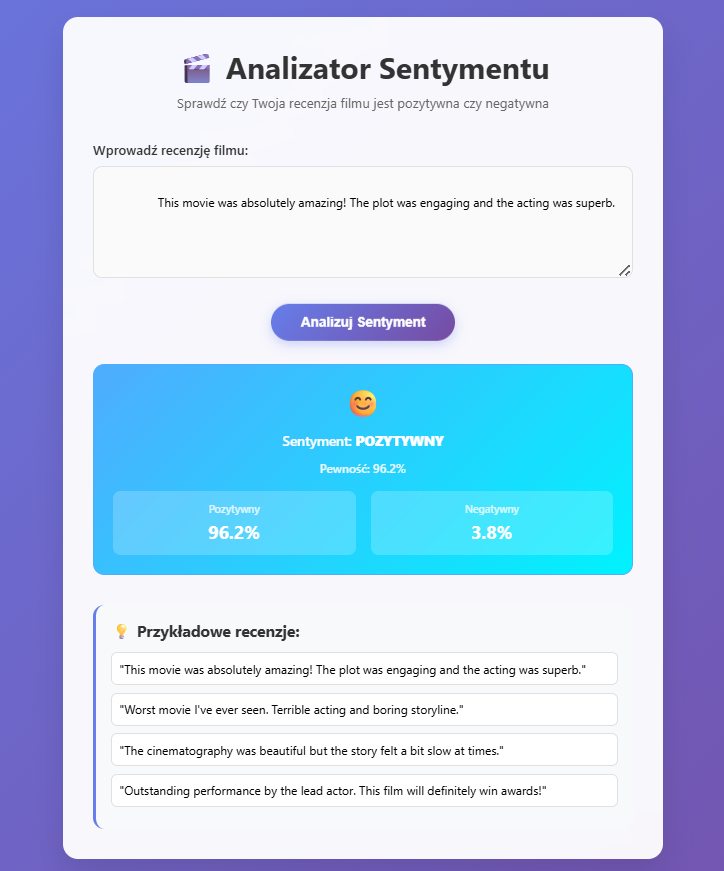 Analizator Sentymentu
Sprawdź czy Twoja recenzja filmu jest pozytywna czy negatywna
Wprowadź recenzję filmu:
This movie was absolutely amazing! The plot was engaging and the acting was superb.
Analizuj Sentyment
Sentyment: POZYTYWNY
Pewność: 96.2%
Pozytywny
96.2%
Negatywny
3.8%
Przykładowe recenzje:
"This movie was absolutely amazing! The plot was engaging and the acting was superb."
"Worst movie I've ever seen. Terrible acting and boring storyline."
"The cinematography was beautiful but the story felt a bit slow at times."
"Outstanding performance by the lead actor. This film will definitely win awards!"